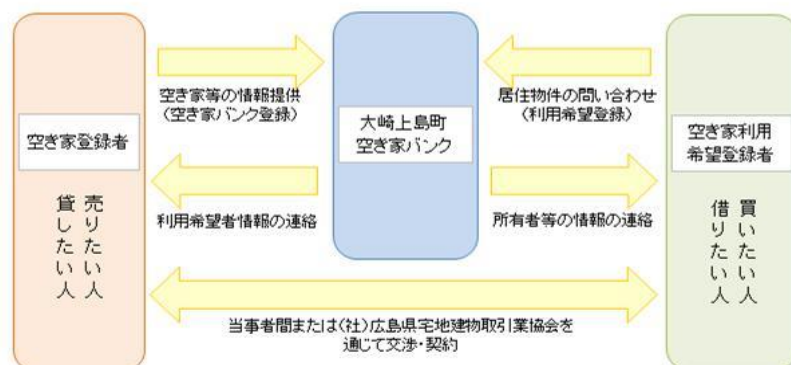 空き家登録者
売りたい人
貸したい人
空き家等の情報提供
(空き家バンク登録)
利用希望者情報の連絡
大崎上島町
空き家バンク
居住物件の問い合わせ
(利用希望登録)
所有者等の情報の連絡
空き家利用
希望登録者
買いたい人
借りたい人
当事者間または(社)広島県宅地建物取引業協会を
通じて交渉・契約